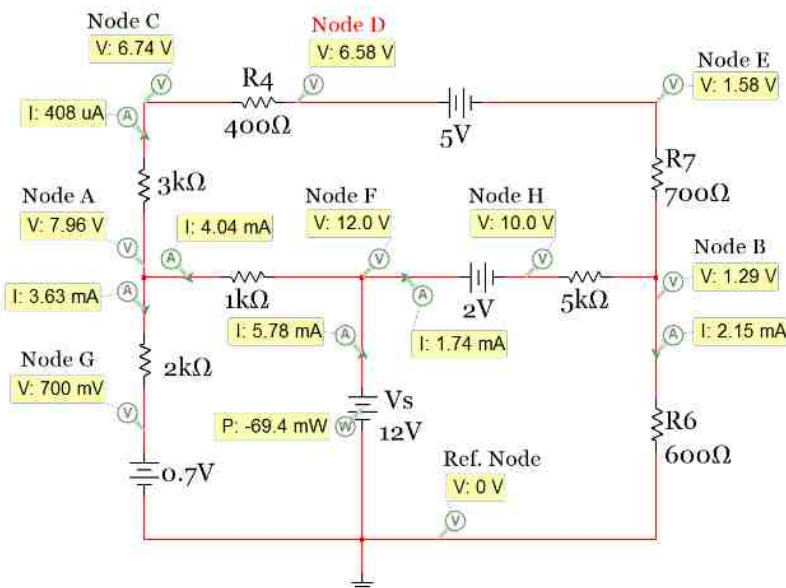 Node C
V: 6.74 V
Node D
V: 6.58 V
Node E
V: 1.58 V
R4
I: 408 uA
A
V
V
V
400Ω
5V
3kΩ
R7
700Ω
Node A
V: 7.96 V
I: 4.04 mA
Node F
V: 12.0 V
Node H
V: 10.0 V
Node B
V: 1.29 V
V
A
V
V
V
I: 3.63 mA
A
1kΩ
A
2V
5kΩ
I: 5.78 mA
A
I: 1.74 mA
A
I: 2.15 mA
Node G
V: 700 mV
2kΩ
V
P: -69.4 mW
W
Vs
12V
R6
600Ω
0.7V
Ref. Node
V: 0 V
V